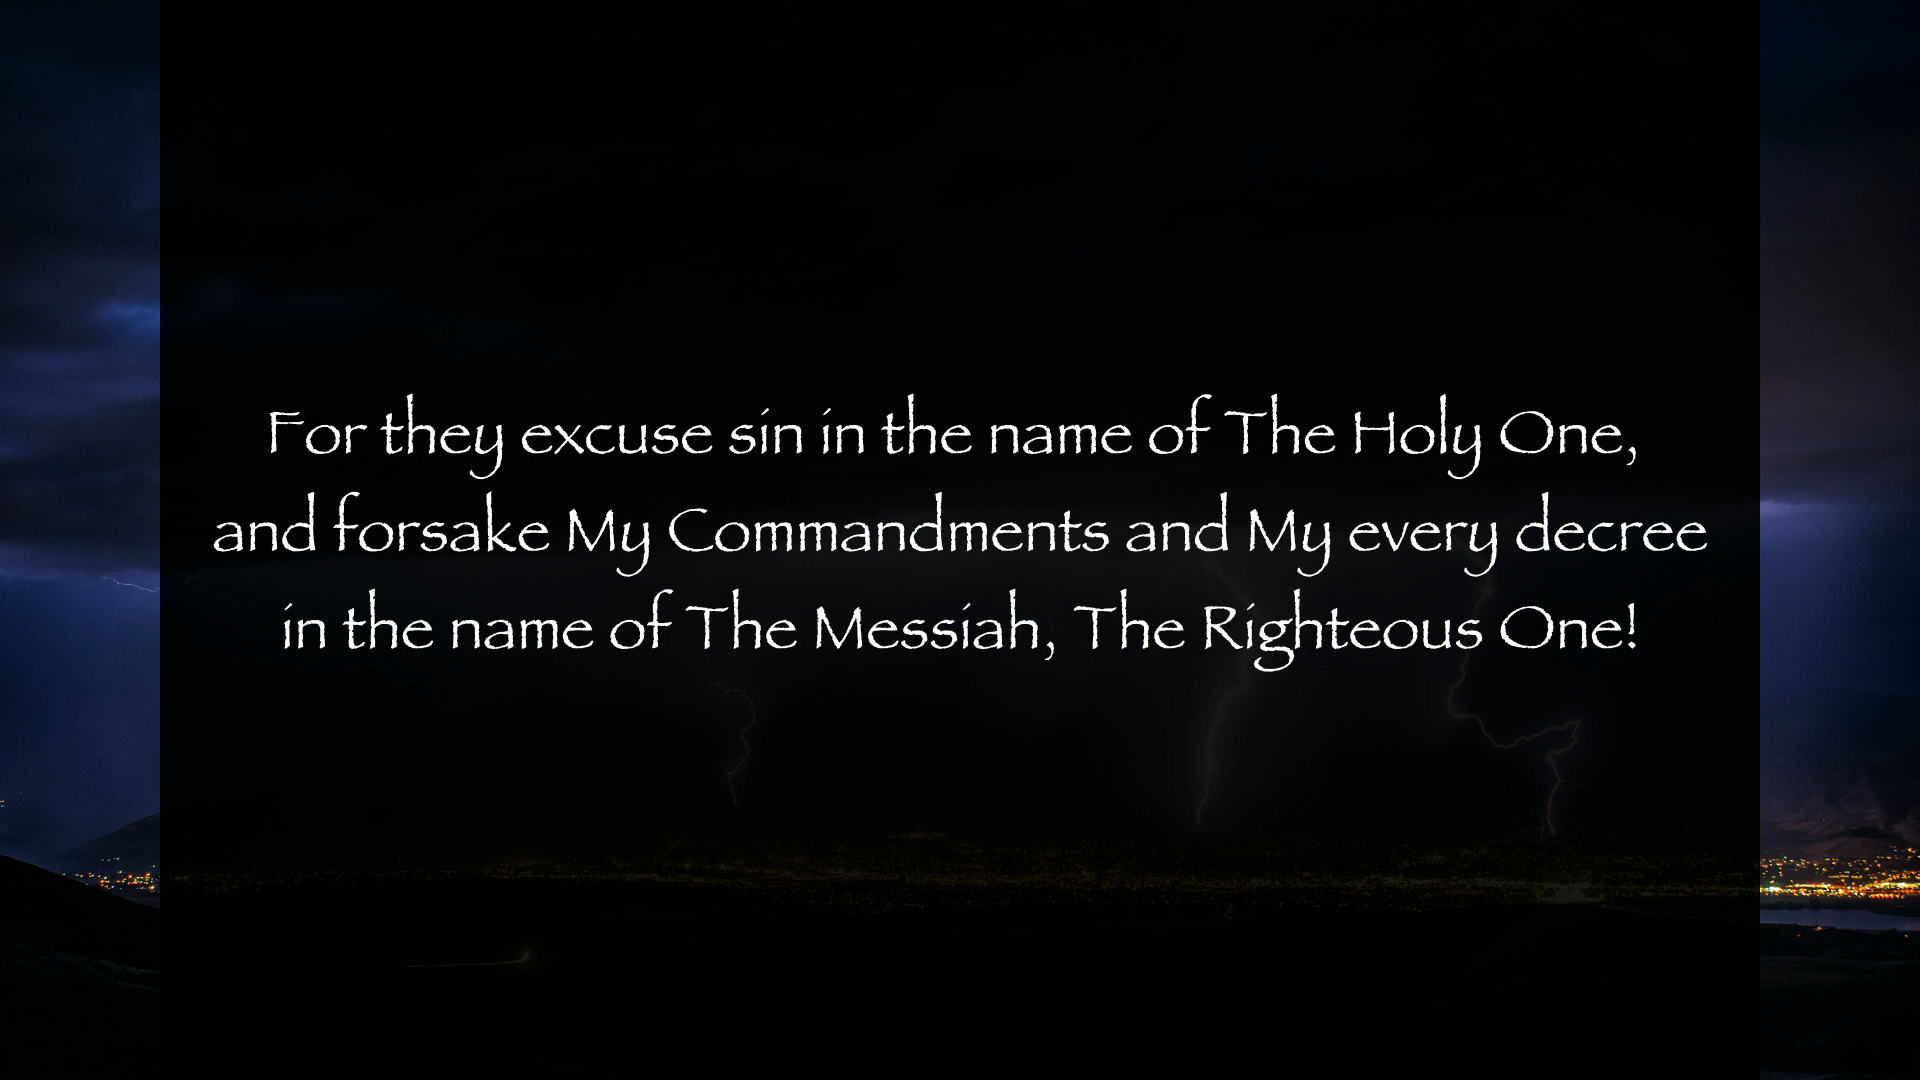 For they excuse sin in the name of The Holy One,
and forsake My Commandments and My every decree
in the name of The Messiah, The Righteous One!